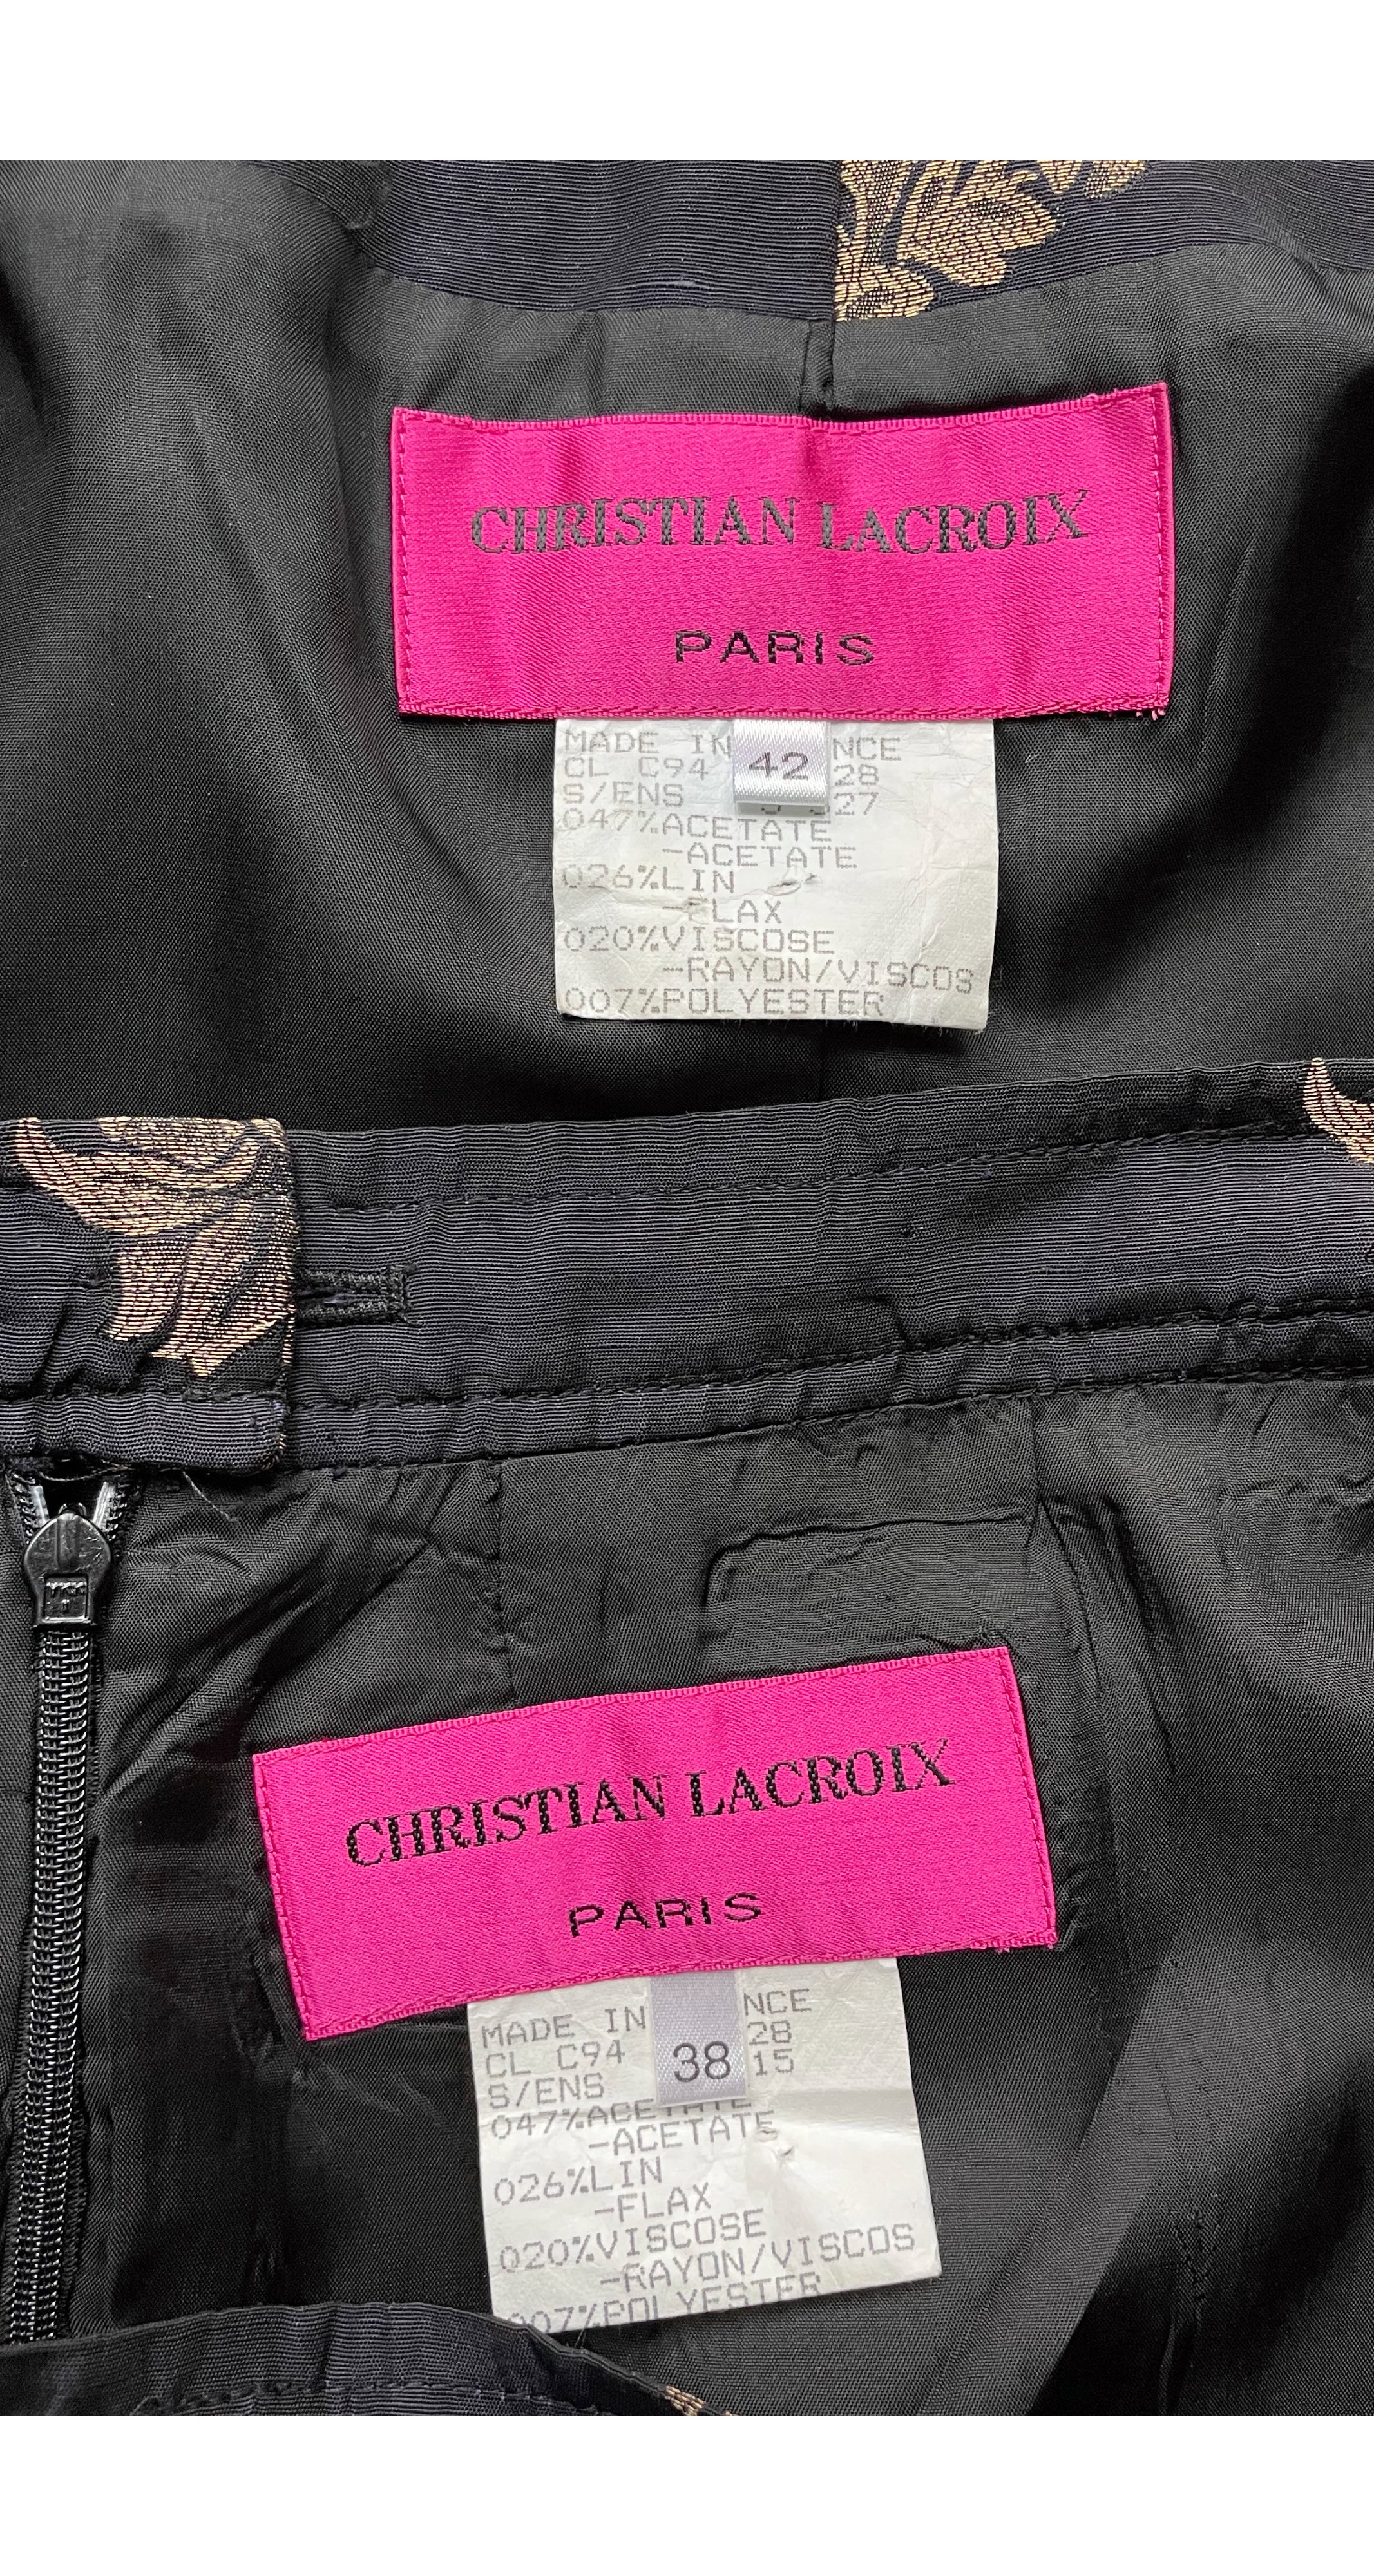 CHRISTIAN LACROIX
PARIS
42
MADE IN NCE
CL C94 28
S/ENS 27
047%ACETATE
-ACETATE
026%LIN
-FLAX
020%VISCOSE
-RAYON/VISCOS
007%POLYESTER
CHRISTIAN LACROIX
PARIS
38
MADE IN NCE
CL C94 28
S/ENS 15
047%ACETATE
-ACETATE
026%LIN
-FLAX
020%VISCOSE
-RAYON/VISCOS
007%POLYESTER